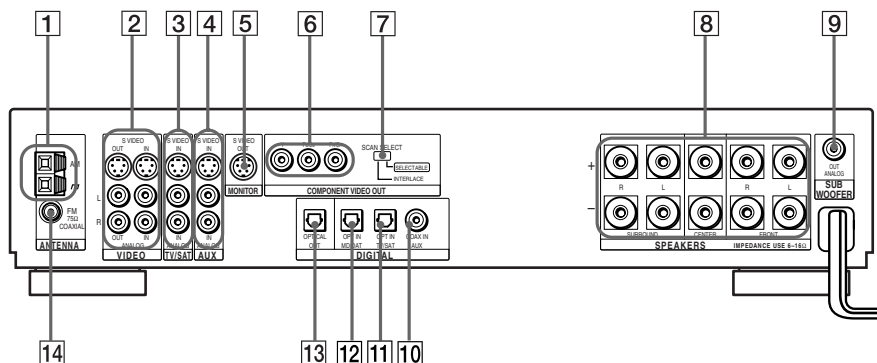 1 2 3 4 5 6 7 8 9
AM
FM
75Ω
COAXIAL
ANTENNA
S VIDEO
OUT IN
L
R
OUT IN
ANALOG
VIDEO
S VIDEO
IN
IN
ANALOG
TV/SAT
S VIDEO
IN
IN
ANALOG
AUX
S VIDEO
OUT
MONITOR
SCAN SELECT
SELECTABLE
INTERLACE
COMPONENT VIDEO OUT
OPTICAL
OUT
OPT IN
MD/DAT
OPT IN
TV/SAT
COAX IN
AUX
DIGITAL
+
R L R L
–
SURROUND CENTER FRONT
SPEAKERS IMPEDANCE USE 6–16Ω
OUT
ANALOG
SUB
WOOFER
14 13 12 11 10